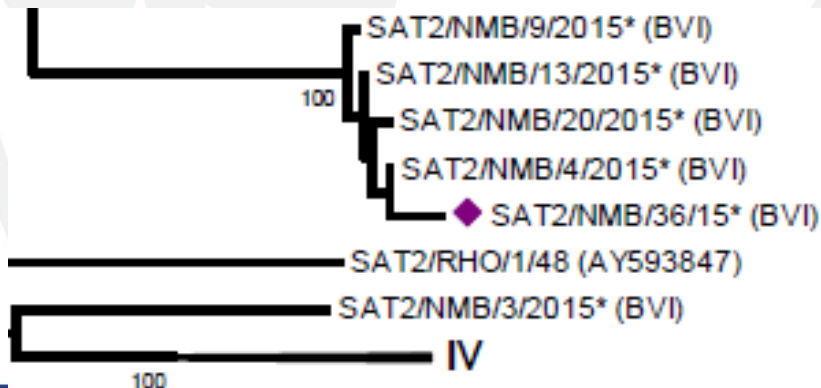 SAT2/NMB/9/2015* (BVI)
SAT2/NMB/13/2015* (BVI)
100
SAT2/NMB/20/2015* (BVI)
SAT2/NMB/4/2015* (BVI)
SAT2/NMB/36/15* (BVI)
SAT2/RHO/1/48 (AY593847)
SAT2/NMB/3/2015* (BVI)
IV
100